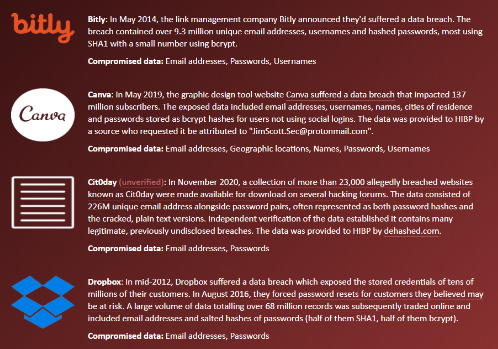 bitly
Bitly: In May 2014, the link management company Bitly announced they'd suffered a data breach. The
breach contained over 9.3 million unique email addresses, usernames and hashed passwords, most using
SHA1 with a small number using bcrypt.
Compromised data: Email addresses, Passwords, Usernames
Canva
Canva: In May 2019, the graphic design tool website Canva suffered a data breach that impacted 137
million subscribers. The exposed data included email addresses, usernames, names, cities of residence
and passwords stored as bcrypt hashes for users not using social logins. The data was provided to HIBP by
a source who requested it be attributed to "JimScott.Sec@protonmail.com".
Compromised data: Email addresses, Geographic locations, Names, Passwords, Usernames
Cit0day (unverified): In November 2020, a collection of more than 23,000 allegedly breached websites
known as Cit0day were made available for download on several hacking forums. The data consisted of
226M unique email address alongside password pairs, often represented as both password hashes and
the cracked, plain text versions. Independent verification of the data established it contains many
legitimate, previously undisclosed breaches. The data was provided to HIBP by dehashed.com.
Compromised data: Email addresses, Passwords
Dropbox: In mid-2012, Dropbox suffered a data breach which exposed the stored credentials of tens of
millions of their customers. In August 2016, they forced password resets for customers they believed may
be at risk. A large volume of data totalling over 68 million records was subsequently traded online and
included email addresses and salted hashes of passwords (half of them SHA1, half of them bcrypt).
Compromised data: Email addresses, Passwords